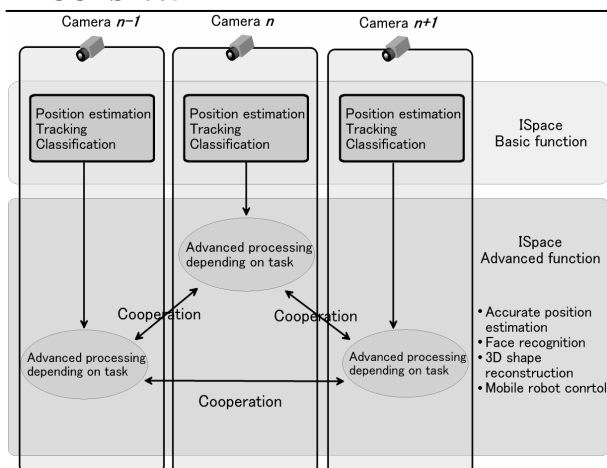 Camera n-1
Camera n
Camera n+1
Position estimation
Tracking
Classification
Position estimation
Tracking
Classification
Position estimation
Tracking
Classification
ISpace
Basic function
Advanced processing
depending on task
ISpace
Advanced function
Cooperation
Cooperation
• Accurate position
estimation
• Face recognition
• 3D shape
reconstruction
• Mobile robot conrtol
Advanced processing
depending on task
Advanced processing
depending on task
Cooperation